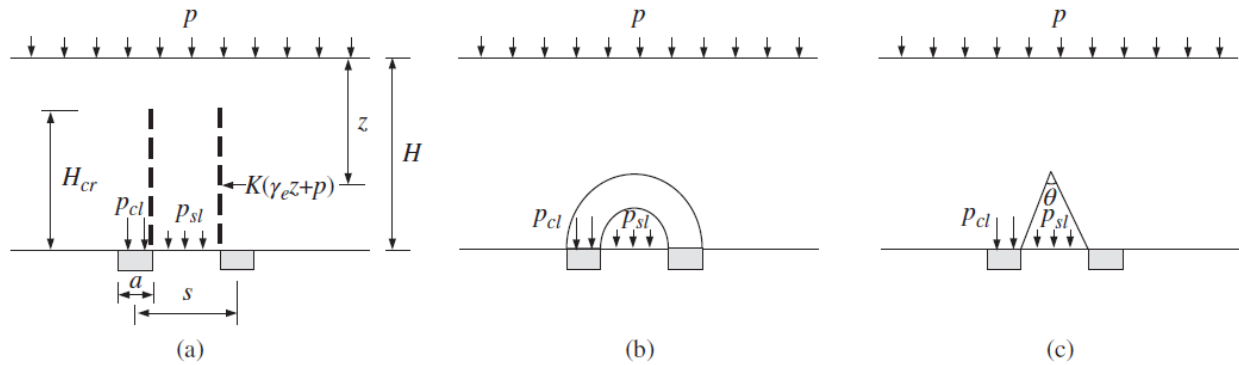 p
z
H
H_cr
K(γ_e z+p)
p_cl
p_sl
a
s
(a)
p
p_cl
p_sl
(b)
p
θ
p_cl
p_sl
(c)